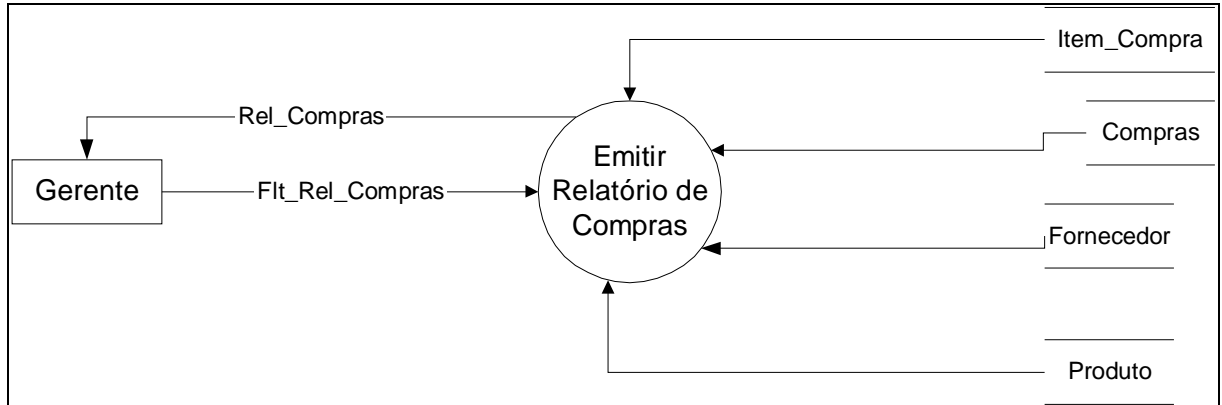 Item_Compra
Rel_Compras
Compras
Emitir
Relatório de
Compras
Gerente
Flt_Rel_Compras
Fornecedor
Produto